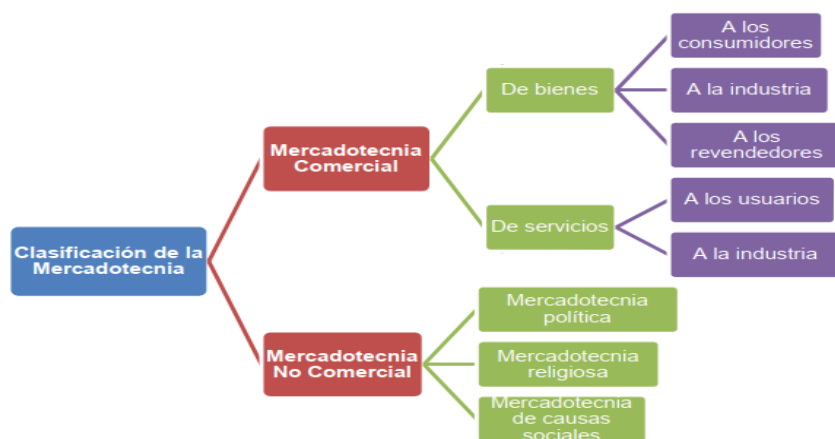 Clasificación de la
Mercadotecnia
Mercadotecnia
Comercial
De bienes
A los
consumidores
A la industria
A los
revendedores
De servicios
A los usuarios
A la industria
Mercadotecnia
No Comercial
Mercadotecnia
política
Mercadotecnia
religiosa
Mercadotecnia
de causas
sociales